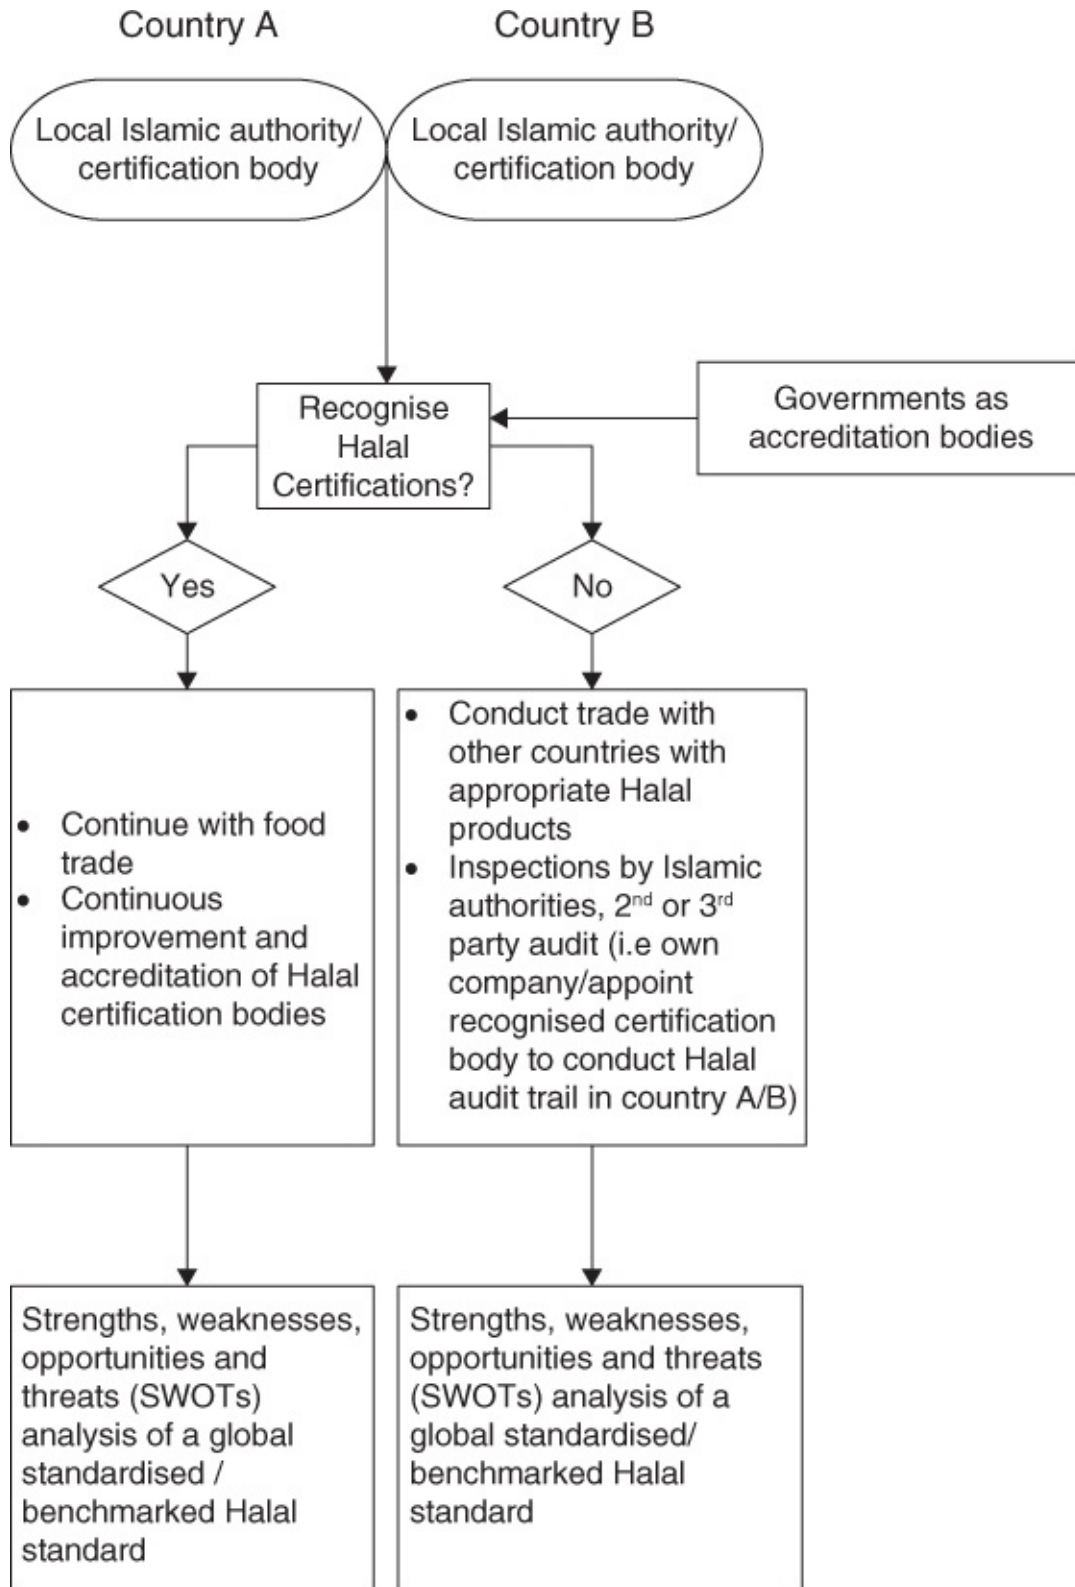 Country A
Country B
Local Islamic authority/
certification body
Local Islamic authority/
certification body
Recognise
Halal
Certifications?
Governments as
accreditation bodies
Yes
No
• Continue with food
trade
• Continuous
improvement and
accreditation of Halal
certification bodies
• Conduct trade with
other countries with
appropriate Halal
products
• Inspections by Islamic
authorities, 2nd or 3rd
party audit (i.e own
company/appoint
recognised certification
body to conduct Halal
audit trail in country A/B)
Strengths, weaknesses,
opportunities and
threats (SWOTs)
analysis of a global
standardised /
benchmarked Halal
standard
Strengths, weaknesses,
opportunities and threats
(SWOTs) analysis of a
global standardised/
benchmarked Halal
standard